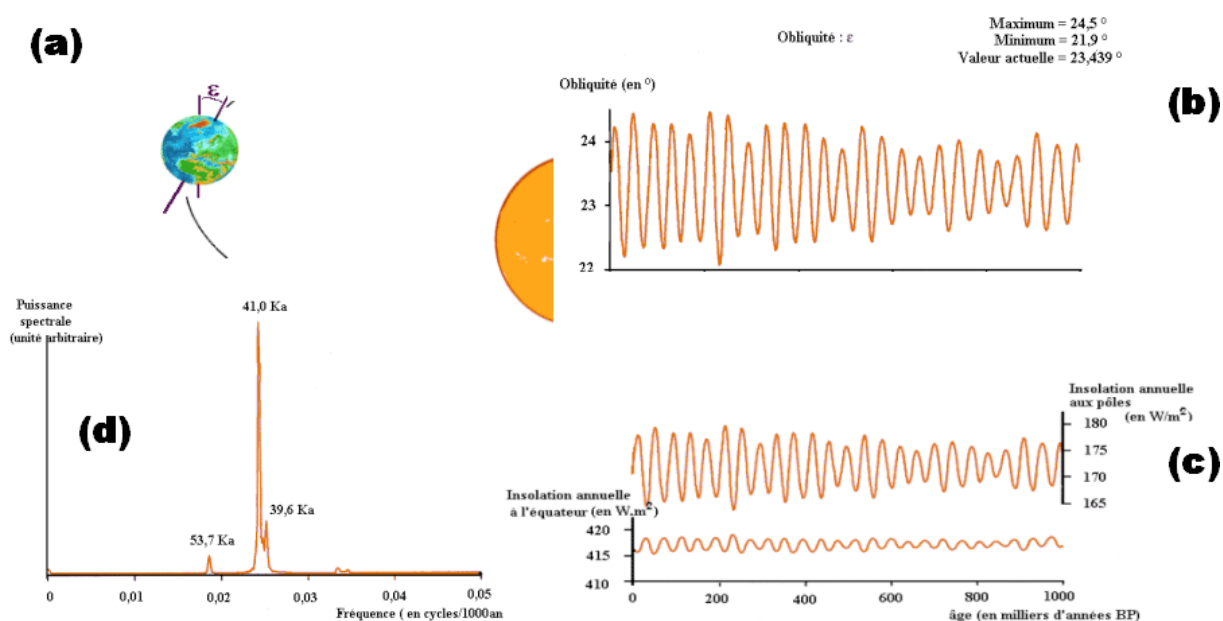 (a)
ε
Obliquité : ε
Maximum = 24,5 °
Minimum = 21,9 °
Valeur actuelle = 23,439 °
Obliquité (en °)
(b)
24
23
22
Puissance
spectrale
(unité arbitraire)
41,0 Ka
(d)
39,6 Ka
53,7 Ka
0
0,01
0,02
0,03
0,04
0,05
Fréquence ( en cycles/1000an
Insolation annuelle
aux pôles
(en W/m²
180
175
170
165
(c)
Insolation annuelle
à l'équateur (en W.m²)
420
415
410
0
200
400
600
800
1000
âge (en milliers d'années BP)